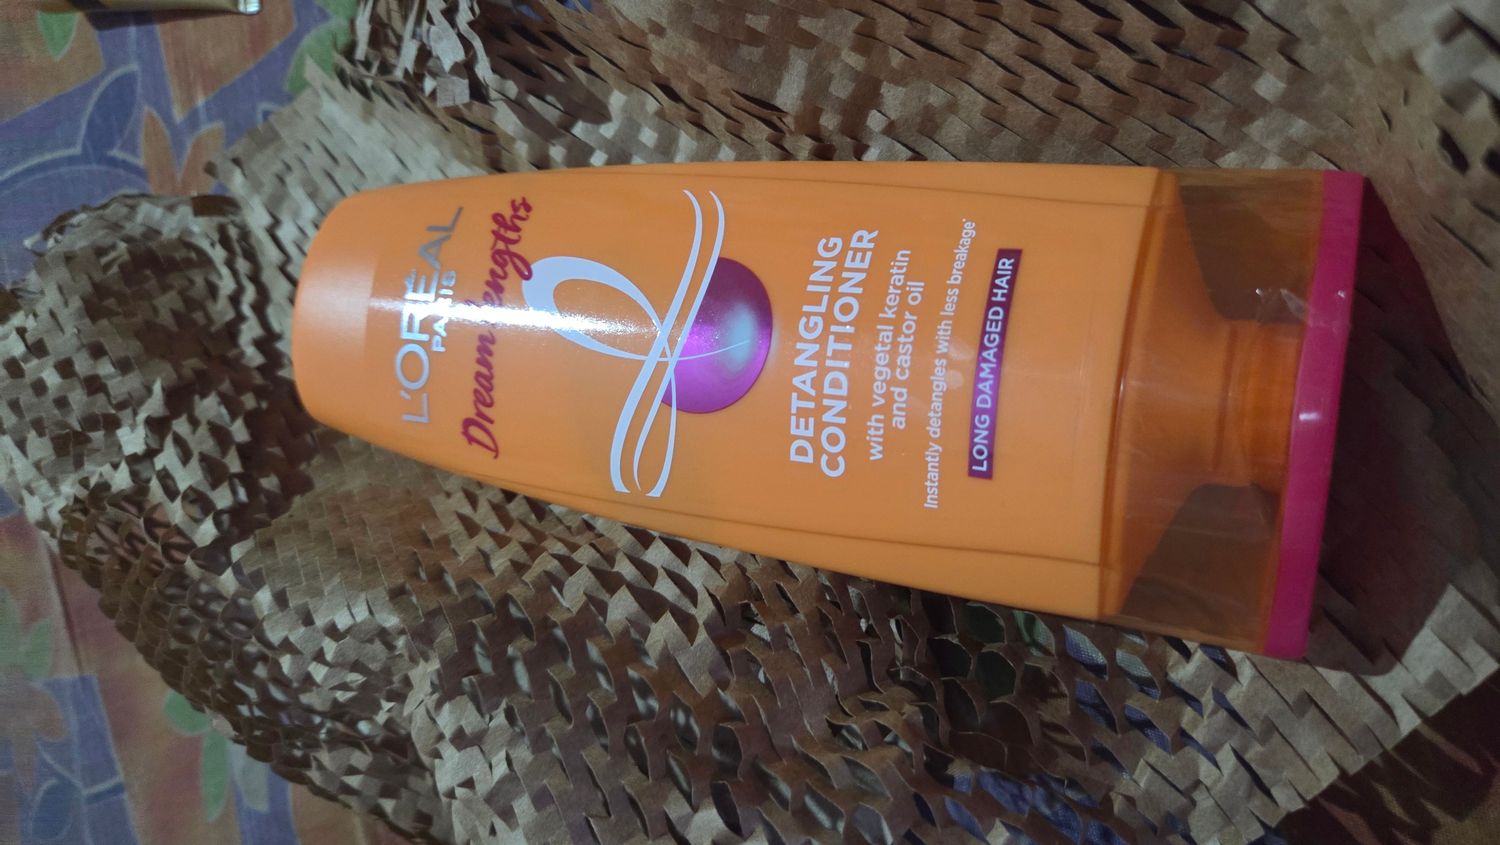 L'ORÉAL
PARIS
Dream Lengths
DETANGLING
CONDITIONER
with vegetal keratin
and castor oil
Instantly detangles with less breakage*
LONG DAMAGED HAIR